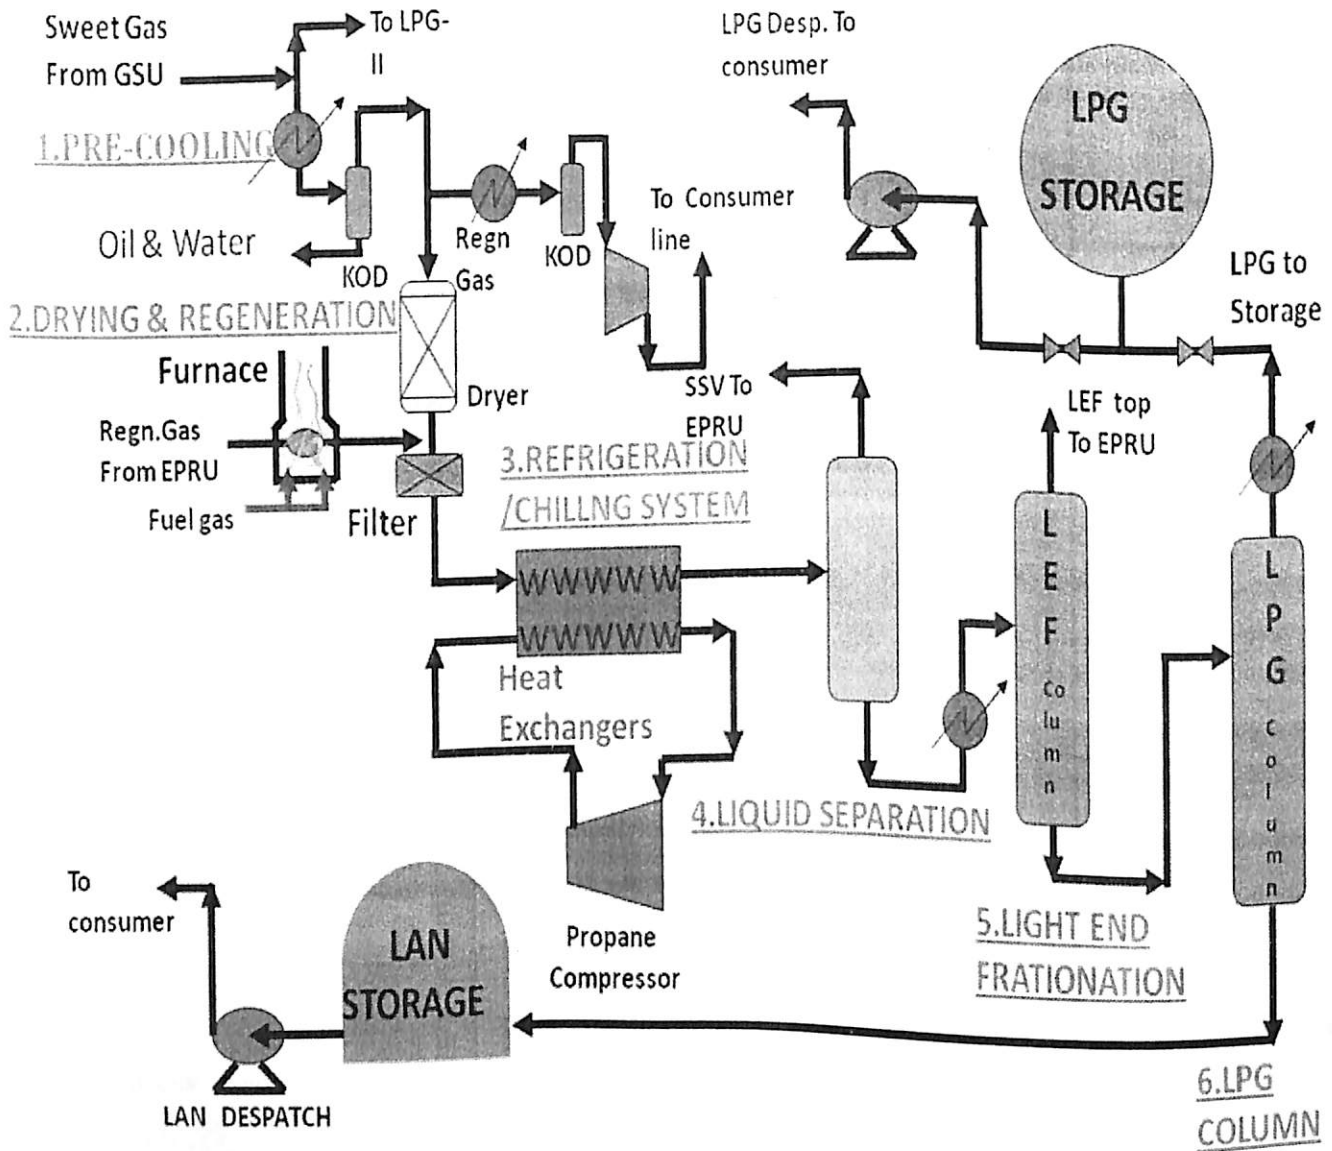 Sweet Gas
From GSU
To LPG-
II
1.PRE-COOLING
Oil & Water
KOD
Regn
Gas
KOD
To Consumer
line
LPG Desp. To
consumer
LPG
STORAGE
LPG to
Storage
2.DRYING & REGENERATION
Furnace
Regn.Gas
From EPRU
Fuel gas
Dryer
Filter
SSV To
EPRU
3.REFRIGERATION
/CHILLNG SYSTEM
Heat
Exchangers
LEF top
To EPRU
L
E
F
Co
lu
m
n
L
P
G
C
o
l
u
m
n
4.LIQUID SEPARATION
Propane
Compressor
5.LIGHT END
FRATIONATION
To
consumer
LAN
STORAGE
LAN DESPATCH
6.LPG
COLUMN